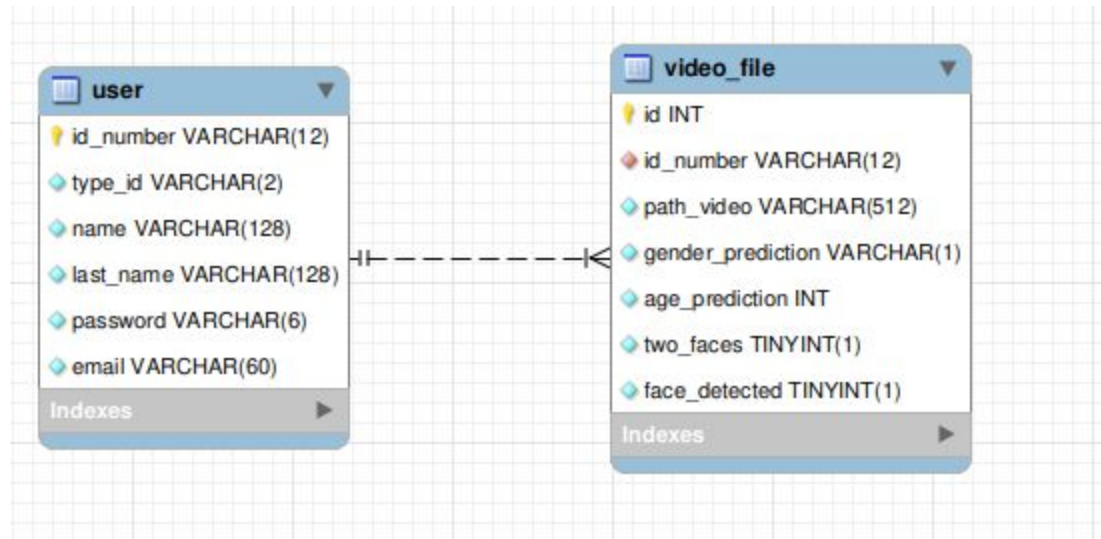 user
id_number VARCHAR(12)
type_id VARCHAR(2)
name VARCHAR(128)
last_name VARCHAR(128)
password VARCHAR(6)
email VARCHAR(60)
Indexes
video_file
id INT
id_number VARCHAR(12)
path_video VARCHAR(512)
gender_prediction VARCHAR(1)
age_prediction INT
two_faces TINYINT(1)
face_detected TINYINT(1)
Indexes